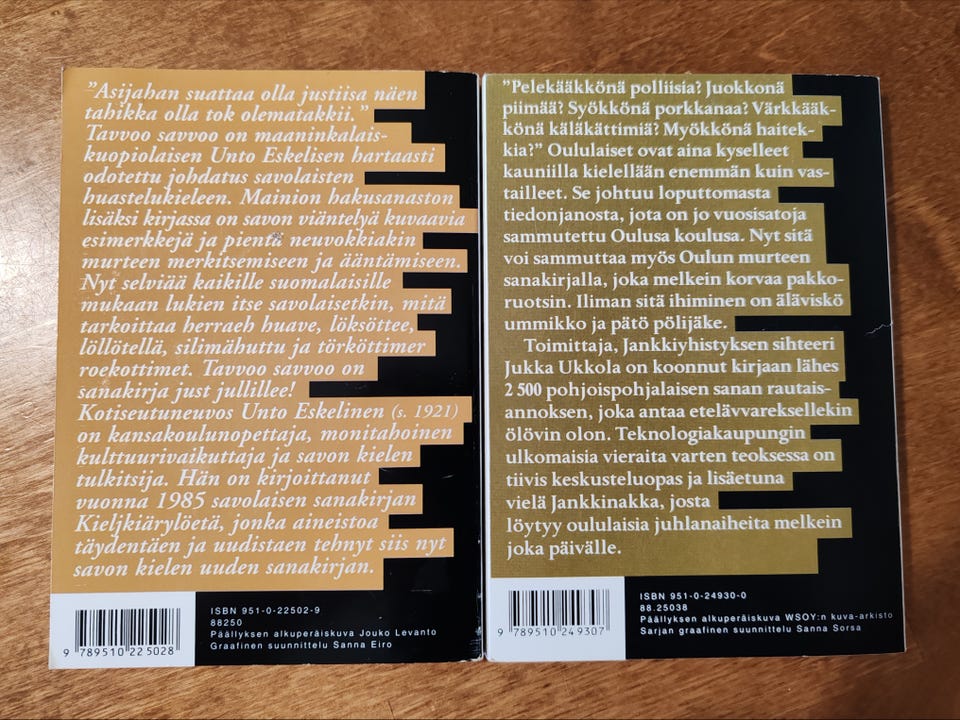 ”Asijahan suattaa olla justiisa näen
tahikka olla tok olematakkii.”
Tavvoo savvoo on maaninkalais-
kuopiolaisen Unto Eskelisen hartaasti
odotettu johdatus savolaisten
huastelukieleen. Mainion hakusanaston
lisäksi kirjassa on savon viäntelyä kuvaavia
esimerkkejä ja pientä neuvokkiakin
murteen merkitsemiseen ja ääntämiseen.
Nyt selviää kaikille suomalaisille
mukaan lukien itse savolaisetkin, mitä
tarkoittaa herraeh huave, löksöttee,
löllötellä, silimähuttu ja törköttimer
roekottimet. Tavvoo savvoo on
sanakirja just jullillee!
Kotiseutuneuvos Unto Eskelinen (s. 1921)
on kansakoulunopettaja, monitahoinen
kulttuurivaikuttaja ja savon kielen
tulkitsija. Hän on kirjoittanut
vuonna 1985 savolaisen sanakirjan
Kieljkiärylöetä, jonka aineistoa
täydentäen ja uudistaen tehnyt siis nyt
savon kielen uuden sanakirjan.
ISBN 951-0-22502-9
88250
Päällyksen alkuperäiskuva Jouko Levanto
Graafinen suunnittelu Sanna Eiro
9 789510 225028
”Pelekääkkönä polliisia? Juokkonä
piimää? Syökkönä porkkanaa? Värkkääk-
könä käläkättimiä? Myökkönä haitek-
kia?” Oululaiset ovat aina kyselleet
kauniilla kielellään enemmän kuin vas-
tailleet. Se johtuu loputtomasta
tiedonjanosta, jota on jo vuosisatoja
sammutettu Oulusa koulusa. Nyt sitä
voi sammuttaa myös Oulun murteen
sanakirjalla, joka melkein korvaa pakko-
ruotsin. Iliman sitä ihiminen on äläviskö
ummikko ja pätö pölijäke.
Toimittaja, Jankkiyhistyksen sihteeri
Jukka Ukkola on koonnut kirjaan lähes
2 500 pohjoispohjalaisen sanan rautais-
annoksen, joka antaa etelävvareksellekin
ölövin olon. Teknologiakaupungin
ulkomaisia vieraita varten teoksessa on
tiivis keskusteluopas ja lisäetuna
vielä Jankkinakka, josta
löytyy oululaisia juhlanaiheita melkein
joka päivälle.
ISBN 951-0-24930-0
88.25038
Päällyksen alkuperäiskuva WSOY:n kuva-arkisto
Sarjan graafinen suunnittelu Sanna Sorsa
9 789510 249307